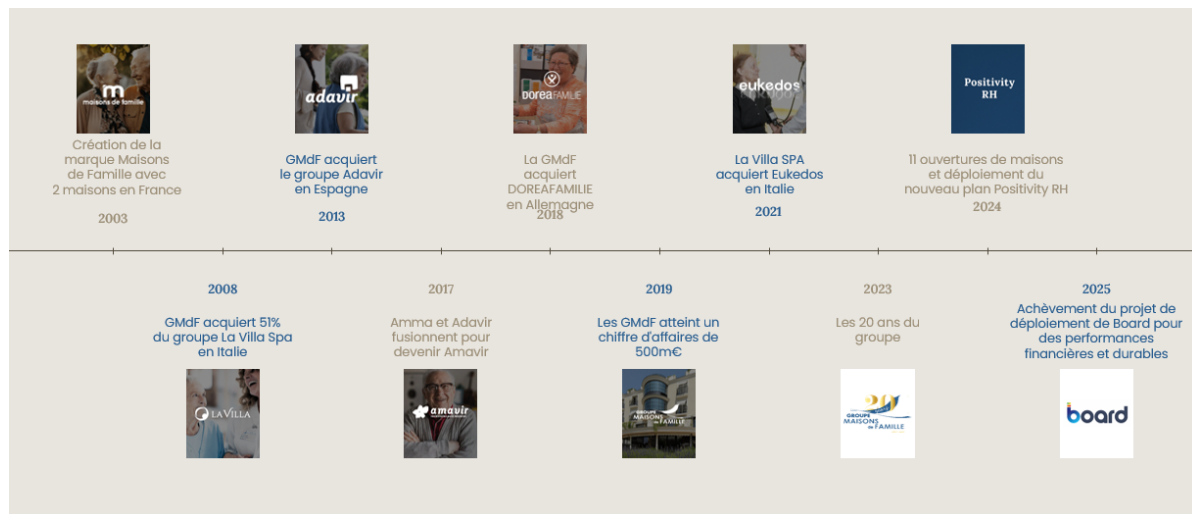 m
maisons de famille
Création de la
marque Maisons
de Famille avec
2 maisons en France
2003
adavir
GMdF acquiert
le groupe Adavir
en Espagne
2013
DOREAFAMILIE
La GMdF
acquiert
DOREAFAMILIE
en Allemagne
2018
eukedos
La Villa SPA
acquiert Eukedos
en Italie
2021
Positivity
RH
11 ouvertures de maisons
et déploiement du
nouveau plan Positivity RH
2024
2008
GMdF acquiert 51%
du groupe La Villa Spa
en Italie
LA VILLA
2017
Amma et Adavir
fusionnent pour
devenir Amavir
amavir
2019
Les GMdF atteint un
chiffre d'affaires de
500m€
GROUPE
MAISONS
de FAMILLE
2023
Les 20 ans du
groupe
20
GROUPE
MAISONS
de FAMILLE
2025
Achèvement du projet de
déploiement de Board pour
des performances
financières et durables
board